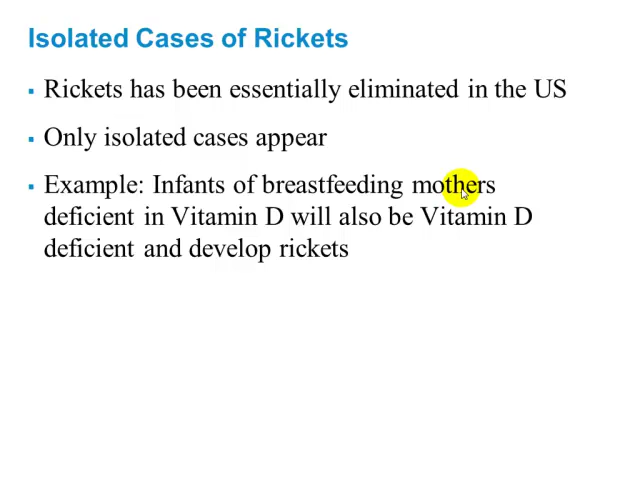 Isolated Cases of Rickets
▪ Rickets has been essentially eliminated in the US
▪ Only isolated cases appear
▪ Example: Infants of breastfeeding mothers
deficient in Vitamin D will also be Vitamin D
deficient and develop rickets